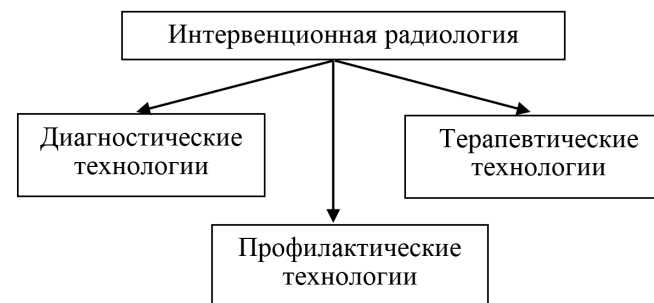 Интервенционная радиология
Диагностические
технологии
Терапевтические
технологии
Профилактические
технологии